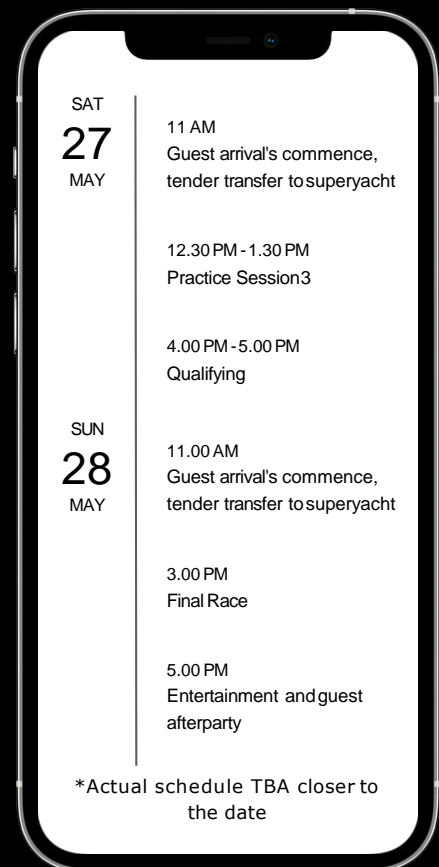 SAT
27
MAY
11 AM
Guest arrival's commence,
tender transfer to superyacht
12.30 PM - 1.30 PM
Practice Session 3
4.00 PM - 5.00 PM
Qualifying
SUN
28
MAY
11.00 AM
Guest arrival's commence,
tender transfer to superyacht
3.00 PM
Final Race
5.00 PM
Entertainment and guest
afterparty
*Actual schedule TBA closer to
the date